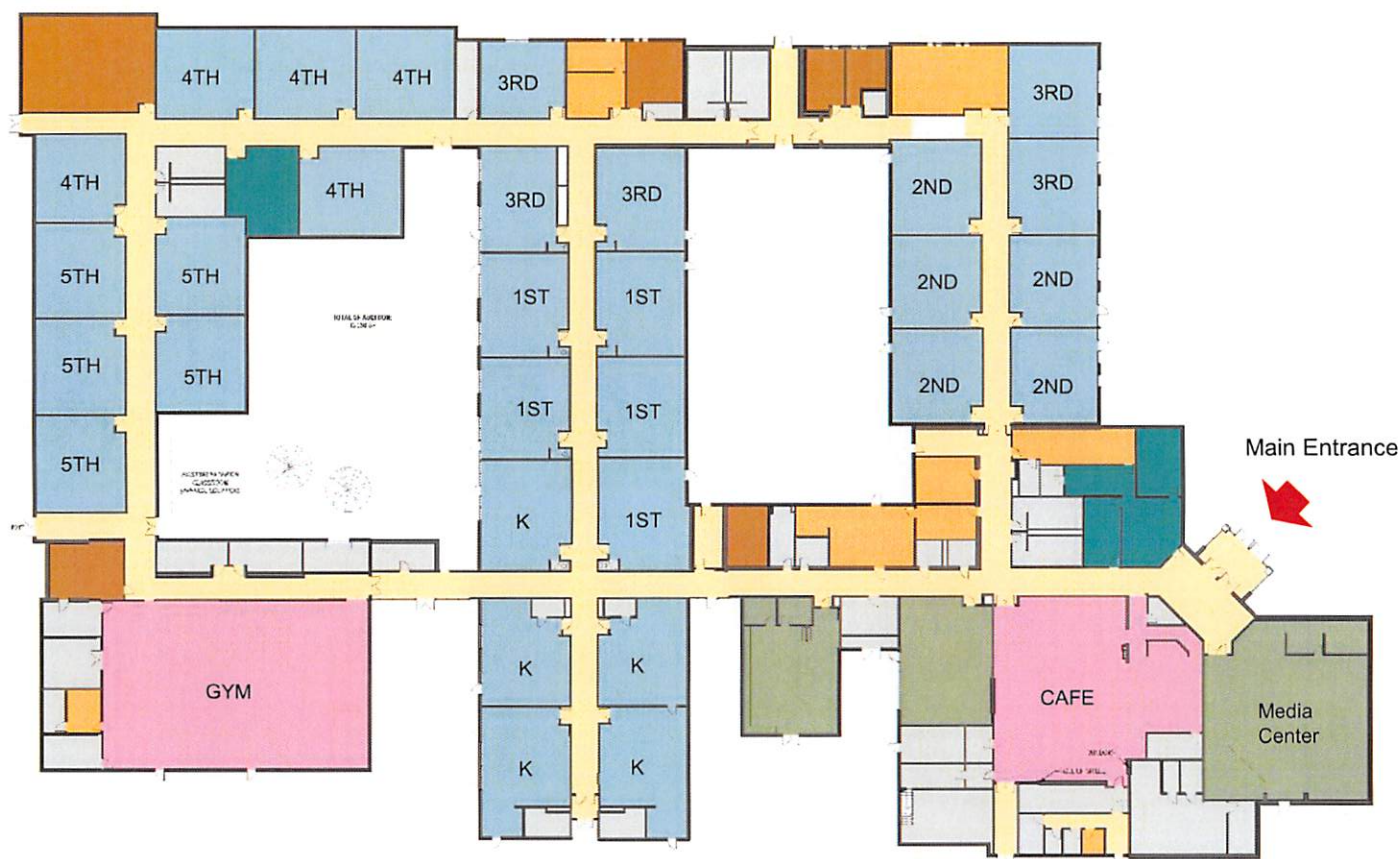 4TH
4TH
4TH
3RD
3RD
4TH
4TH
3RD
3RD
2ND
3RD
5TH
5TH
1ST
1ST
2ND
2ND
5TH
5TH
1ST
1ST
2ND
2ND
5TH
K
1ST
Main Entrance
GYM
K
K
CAFE
Media
Center
K
K